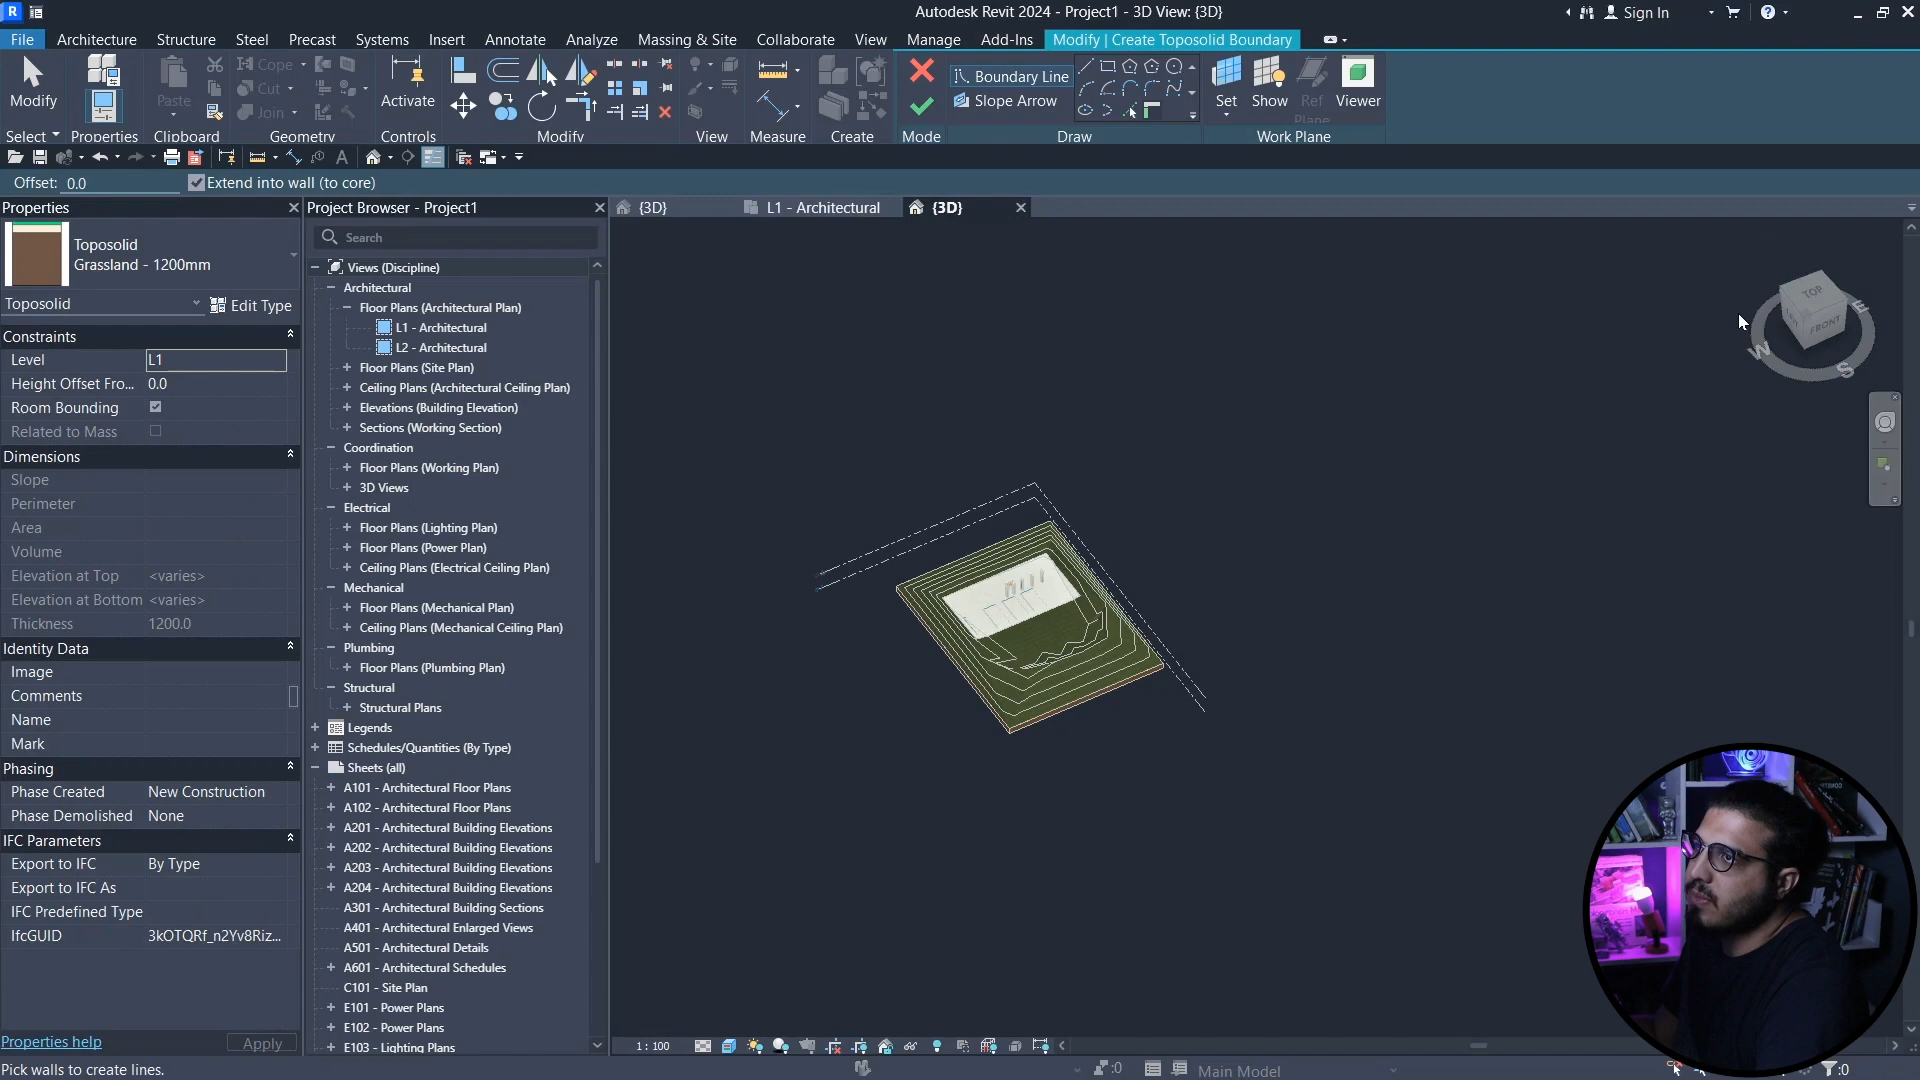 Autodesk Revit 2024 - Project1 - 3D View: {3D}
Sign In
File Architecture Structure Steel Precast Systems Insert Annotate Analyze Massing & Site Collaborate View Manage Add-Ins Modify | Create Toposolid Boundary
Modify
Paste
Cope
Cut
Join
Activate
Boundary Line
Slope Arrow
Set
Show
Ref Plane
Viewer
Select Properties Clipboard Geometry Controls Modify View Measure Create Mode Draw Work Plane
Offset: 0.0 Extend into wall (to core)
Properties
Toposolid
Grassland - 1200mm
Toposolid Edit Type
Constraints
Level L1
Height Offset Fro... 0.0
Room Bounding
Related to Mass
Dimensions
Slope
Perimeter
Area
Volume
Elevation at Top <varies>
Elevation at Bottom <varies>
Thickness 1200.0
Identity Data
Image
Comments
Name
Mark
Phasing
Phase Created New Construction
Phase Demolished None
IFC Parameters
Export to IFC By Type
Export to IFC As
IFC Predefined Type
IfcGUID 3kOTQRf_n2Yv8Riz...
Properties help Apply
Project Browser - Project1
Search
Views (Discipline)
Architectural
Floor Plans (Architectural Plan)
L1 - Architectural
L2 - Architectural
Floor Plans (Site Plan)
Ceiling Plans (Architectural Ceiling Plan)
Elevations (Building Elevation)
Sections (Working Section)
Coordination
Floor Plans (Working Plan)
3D Views
Electrical
Floor Plans (Lighting Plan)
Floor Plans (Power Plan)
Ceiling Plans (Electrical Ceiling Plan)
Mechanical
Floor Plans (Mechanical Plan)
Ceiling Plans (Mechanical Ceiling Plan)
Plumbing
Floor Plans (Plumbing Plan)
Structural
Structural Plans
Legends
Schedules/Quantities (By Type)
Sheets (all)
A101 - Architectural Floor Plans
A102 - Architectural Floor Plans
A201 - Architectural Building Elevations
A202 - Architectural Building Elevations
A203 - Architectural Building Elevations
A204 - Architectural Building Elevations
A301 - Architectural Building Sections
A401 - Architectural Enlarged Views
A501 - Architectural Details
A601 - Architectural Schedules
C101 - Site Plan
E101 - Power Plans
E102 - Power Plans
E103 - Lighting Plans
{3D} L1 - Architectural {3D}
TOP
FRONT
E
W
S
1 : 100
Pick walls to create lines.
:0
Main Model
:0